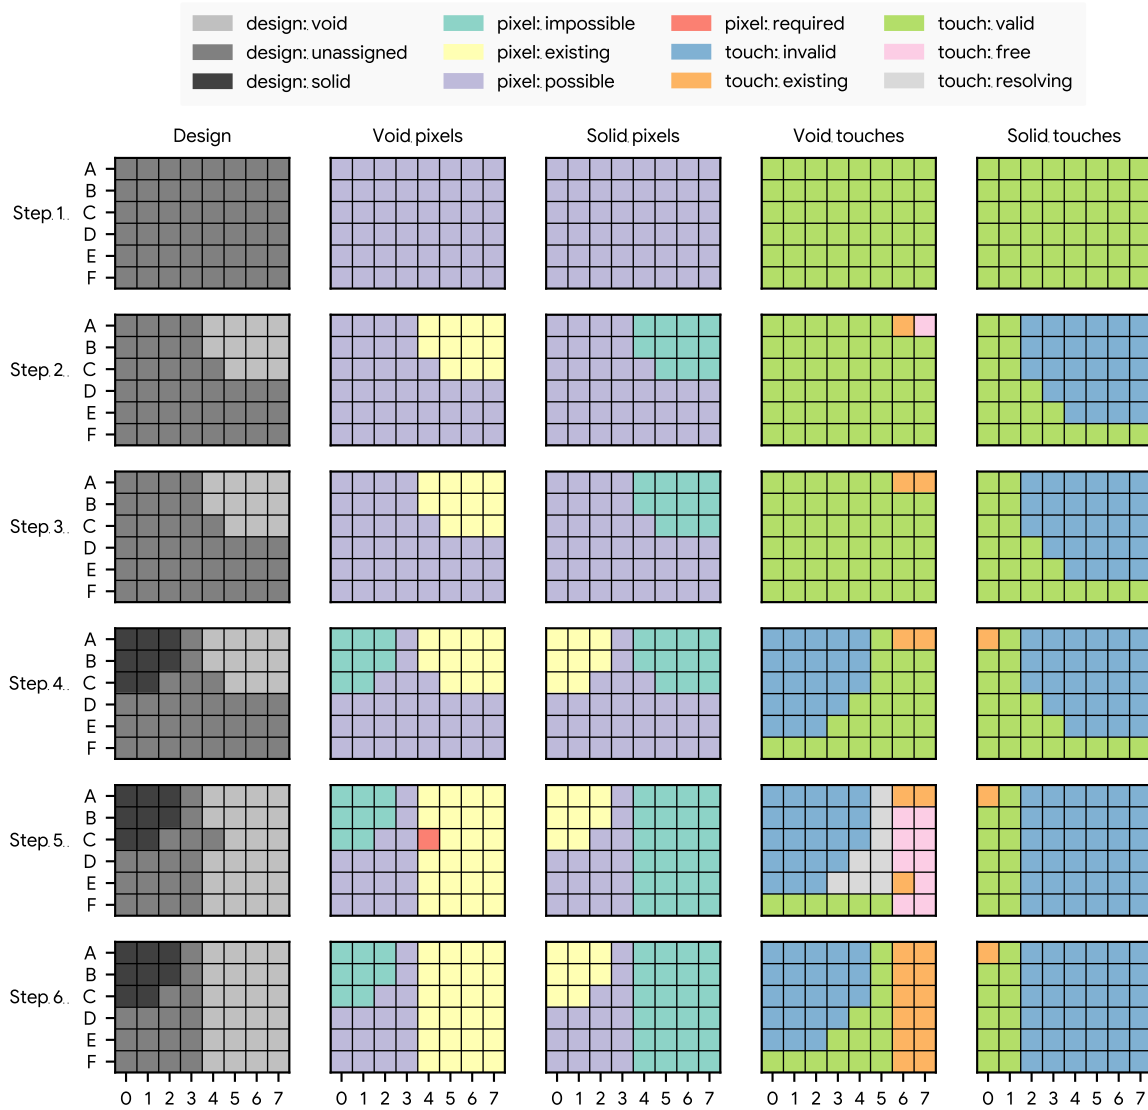 design: void pixel: impossible pixel: required touch: valid
design: unassigned pixel: existing touch: invalid touch: free
design: solid pixel: possible touch: existing touch: resolving
Design Void pixels Solid pixels Void touches Solid touches
A
B
Step 1. C
D
E
F
A
B
Step 2. C
D
E
F
A
B
Step 3. C
D
E
F
A
B
Step 4. C
D
E
F
A
B
Step 5. C
D
E
F
A
B
Step 6. C
D
E
F
0 1 2 3 4 5 6 7 0 1 2 3 4 5 6 7 0 1 2 3 4 5 6 7 0 1 2 3 4 5 6 7 0 1 2 3 4 5 6 7